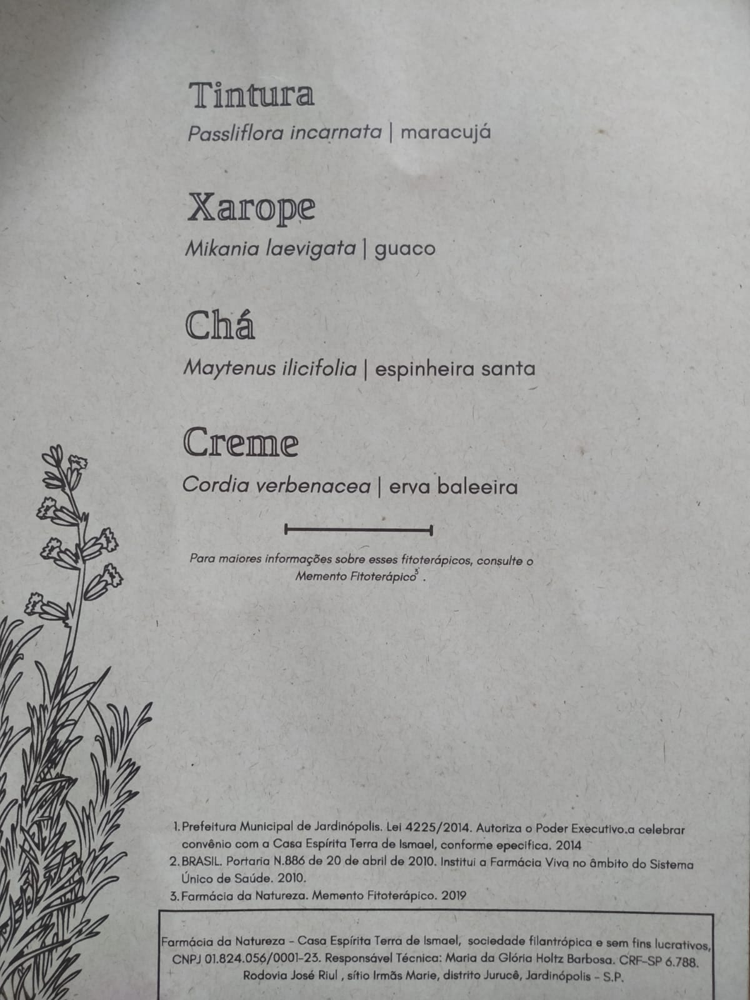 Tintura
Passliflora incarnata | maracujá
Xarope
Mikania laevigata | guaco
Chá
Maytenus ilicifolia | espinheira santa
Creme
Cordia verbenacea | erva baleeira
Para maiores informações sobre esses fitoterápicos, consulte o
Memento Fitoterápico³ .
1. Prefeitura Municipal de Jardinópolis. Lei 4225/2014. Autoriza o Poder Executivo.a celebrar
convênio com a Casa Espírita Terra de Ismael, conforme epecifica. 2014
2. BRASIL. Portaria N.886 de 20 de abril de 2010. Institui a Farmácia Viva no âmbito do Sistema
Único de Saúde. 2010.
3. Farmácia da Natureza. Memento Fitoterápico. 2019
Farmácia da Natureza - Casa Espírita Terra de Ismael, sociedade filantrópica e sem fins lucrativos,
CNPJ 01.824.056/0001-23. Responsável Técnica: Maria da Glória Holtz Barbosa. CRF-SP 6.788.
Rodovia José Riul , sítio Irmãs Marie, distrito Jurucê, Jardinópolis - S.P.